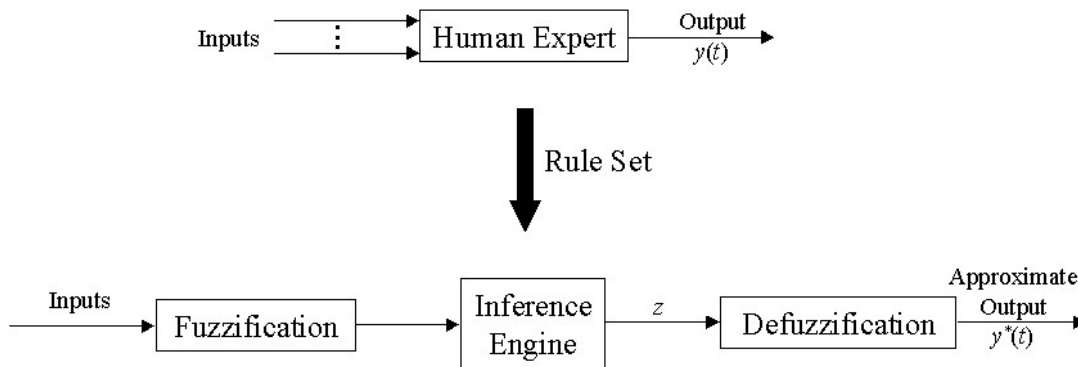 Inputs
Human Expert
Output
y(t)
Rule Set
Inputs
Fuzzification
Inference
Engine
z
Defuzzification
Approximate
Output
y*(t)